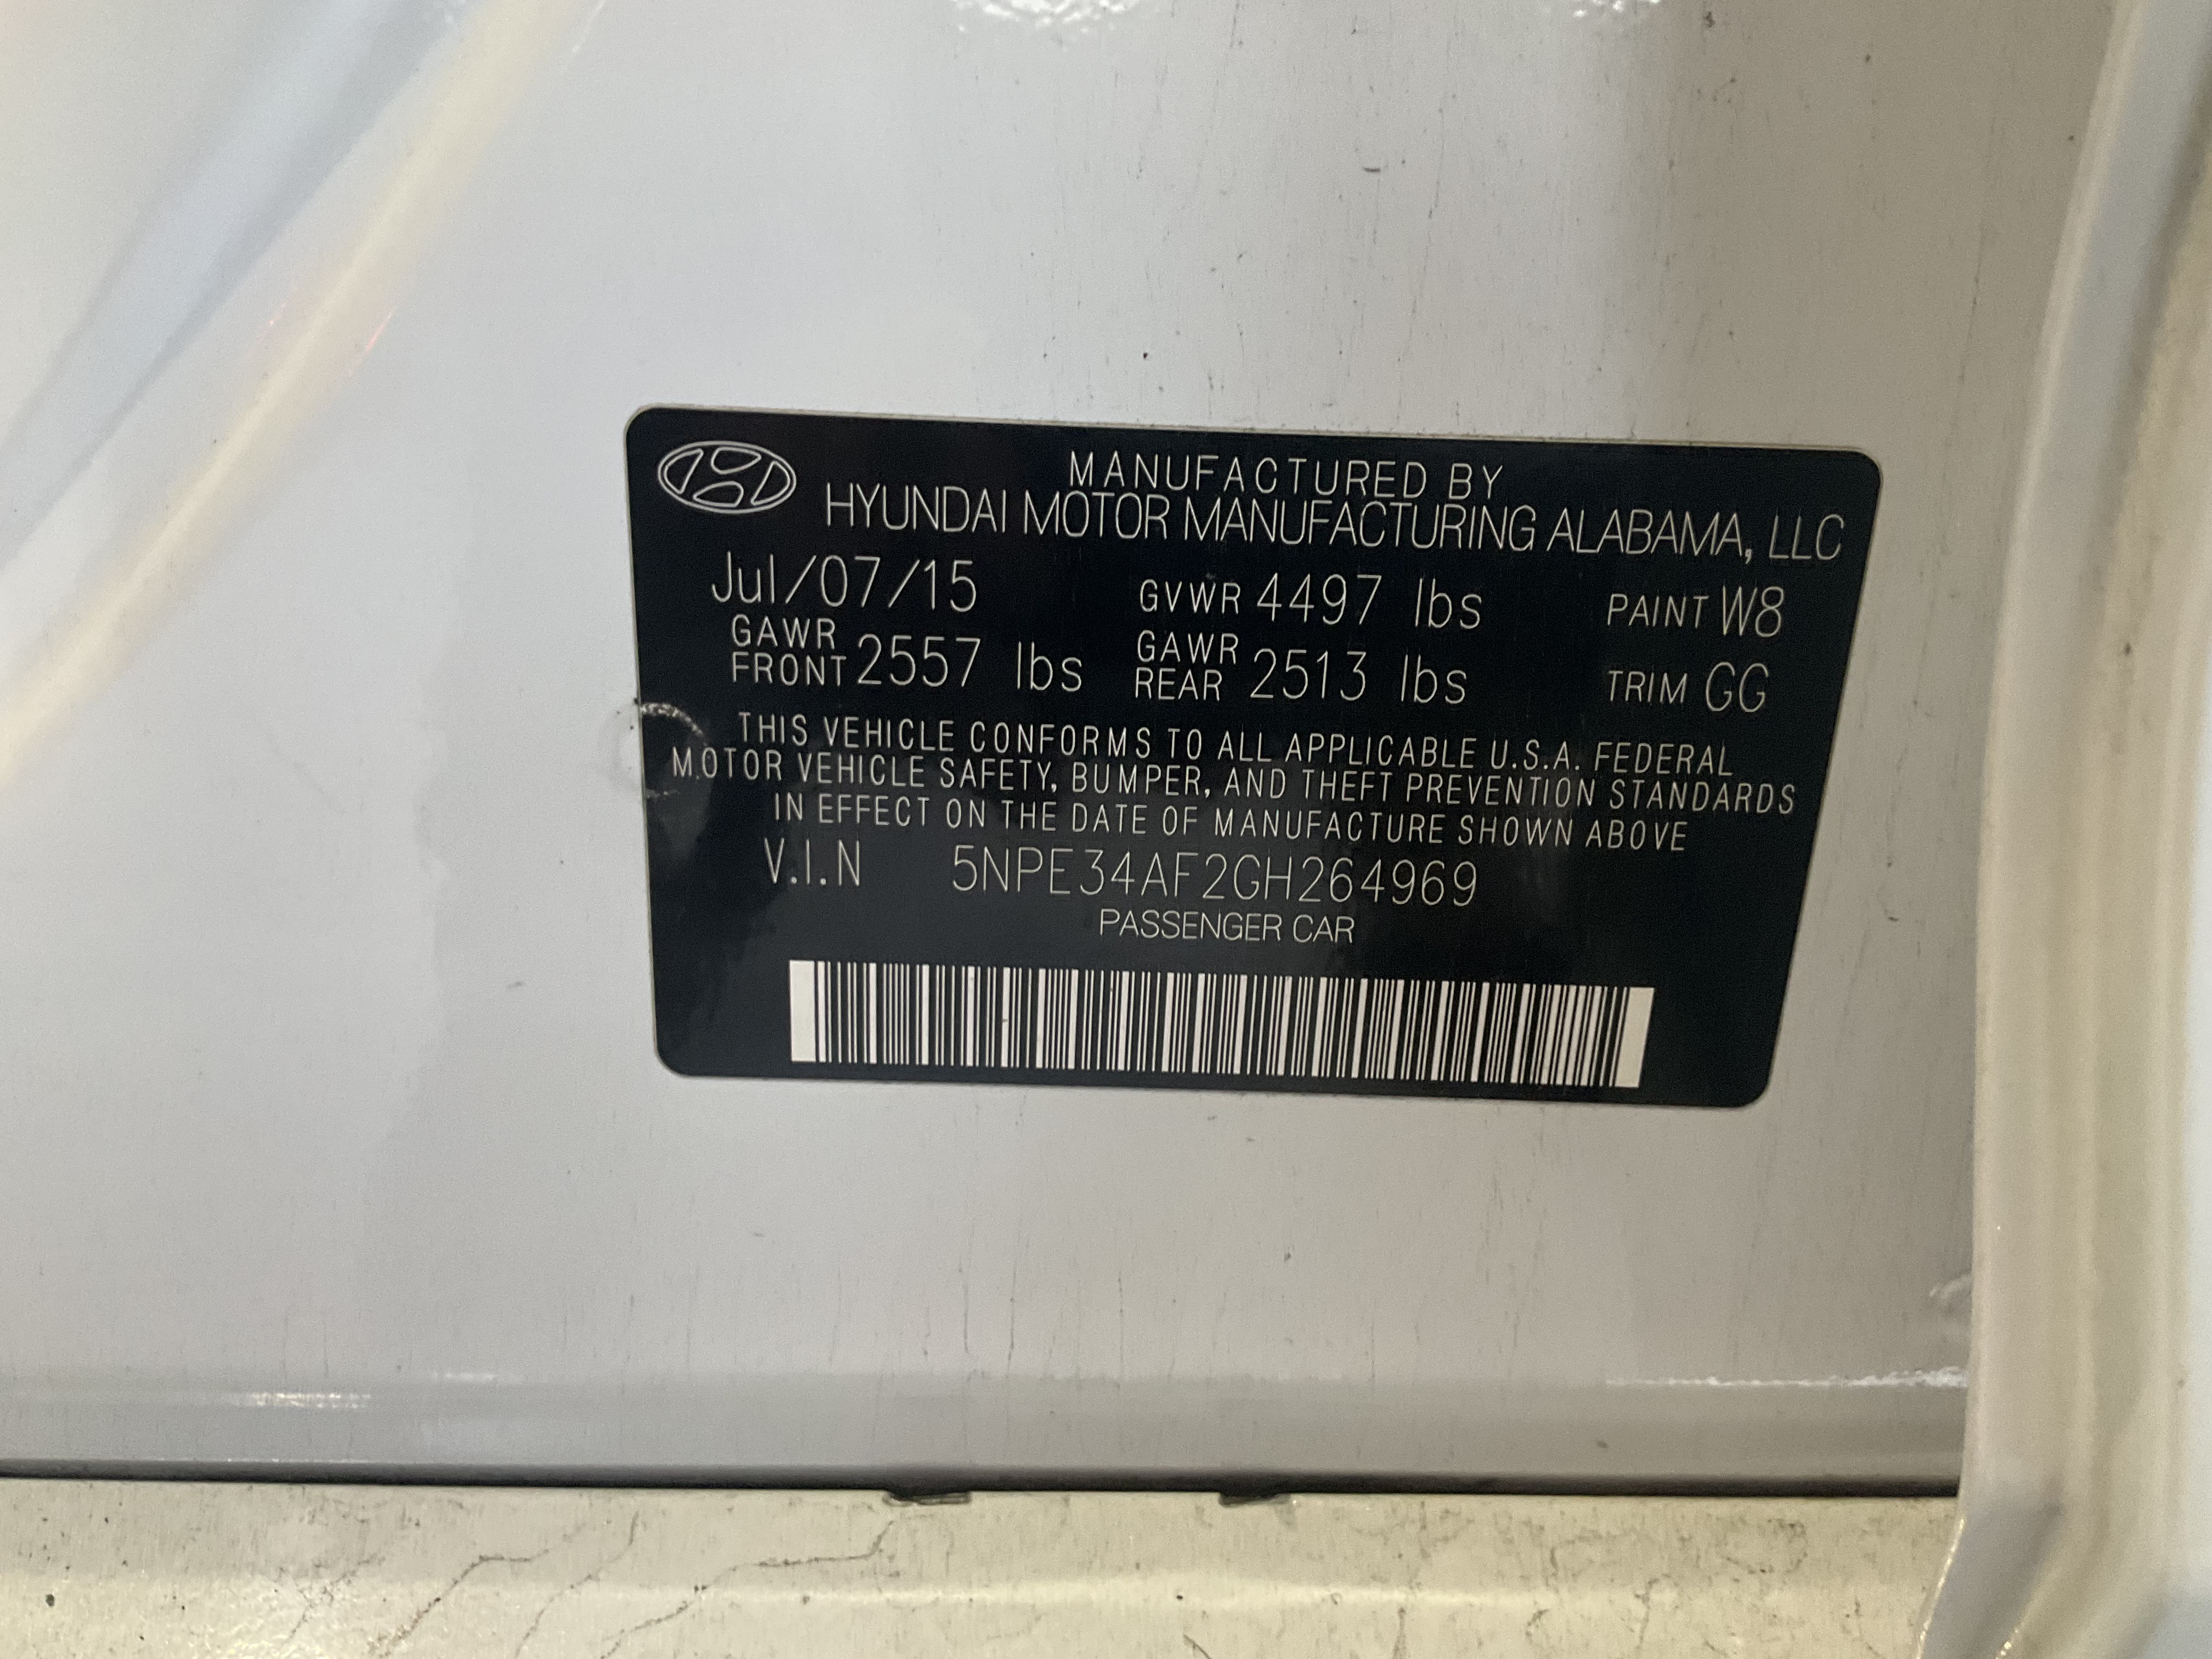 MANUFACTURED BY
HYUNDAI MOTOR MANUFACTURING ALABAMA, LLC
Jul/07/15 GVWR 4497 lbs PAINT W8
GAWR FRONT 2557 lbs GAWR REAR 2513 lbs TRIM GG
THIS VEHICLE CONFORMS TO ALL APPLICABLE U.S.A. FEDERAL
MOTOR VEHICLE SAFETY, BUMPER, AND THEFT PREVENTION STANDARDS
IN EFFECT ON THE DATE OF MANUFACTURE SHOWN ABOVE
V.I.N 5NPE34AF2GH264969
PASSENGER CAR